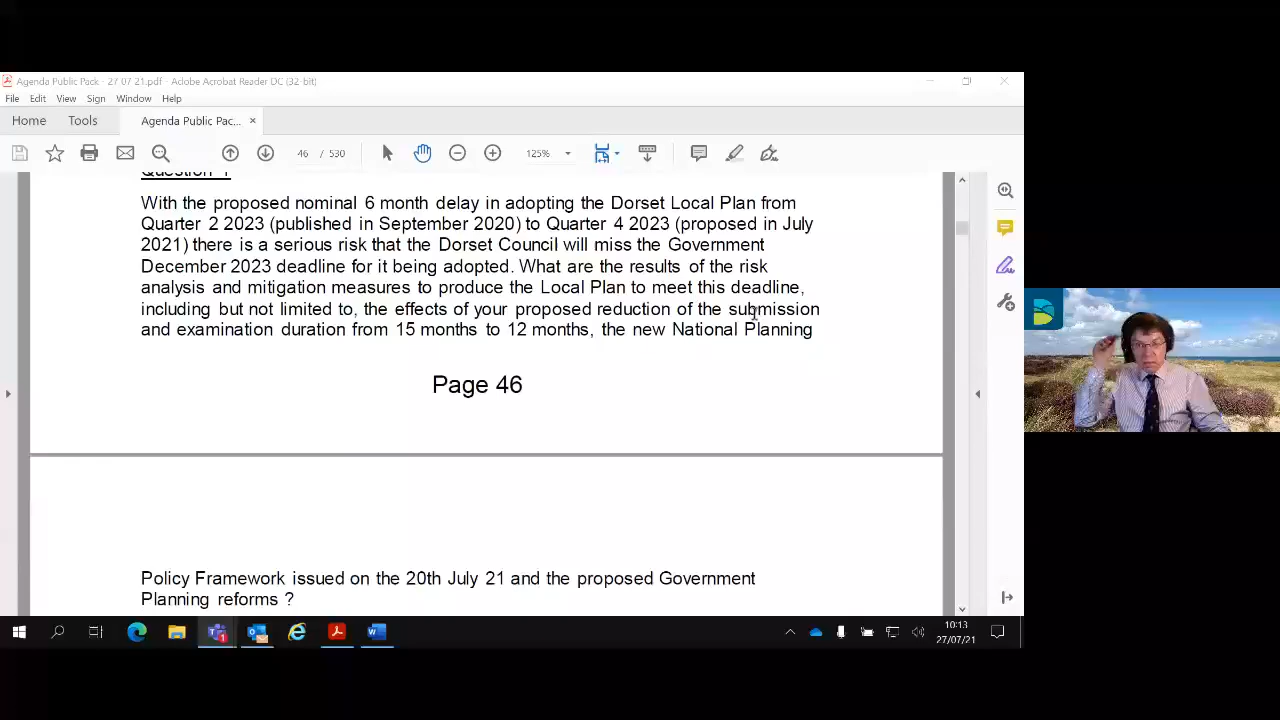 Agenda Public Pack - 27 07 21.pdf - Adobe Acrobat Reader DC (32-bit)
File Edit View Sign Window Help
Home Tools Agenda Public Pac... ×
46 / 530 125%
Question 1
With the proposed nominal 6 month delay in adopting the Dorset Local Plan from
Quarter 2 2023 (published in September 2020) to Quarter 4 2023 (proposed in July
2021) there is a serious risk that the Dorset Council will miss the Government
December 2023 deadline for it being adopted. What are the results of the risk
analysis and mitigation measures to produce the Local Plan to meet this deadline,
including but not limited to, the effects of your proposed reduction of the submission
and examination duration from 15 months to 12 months, the new National Planning
Page 46
Policy Framework issued on the 20th July 21 and the proposed Government
Planning reforms ?
10:13
27/07/21